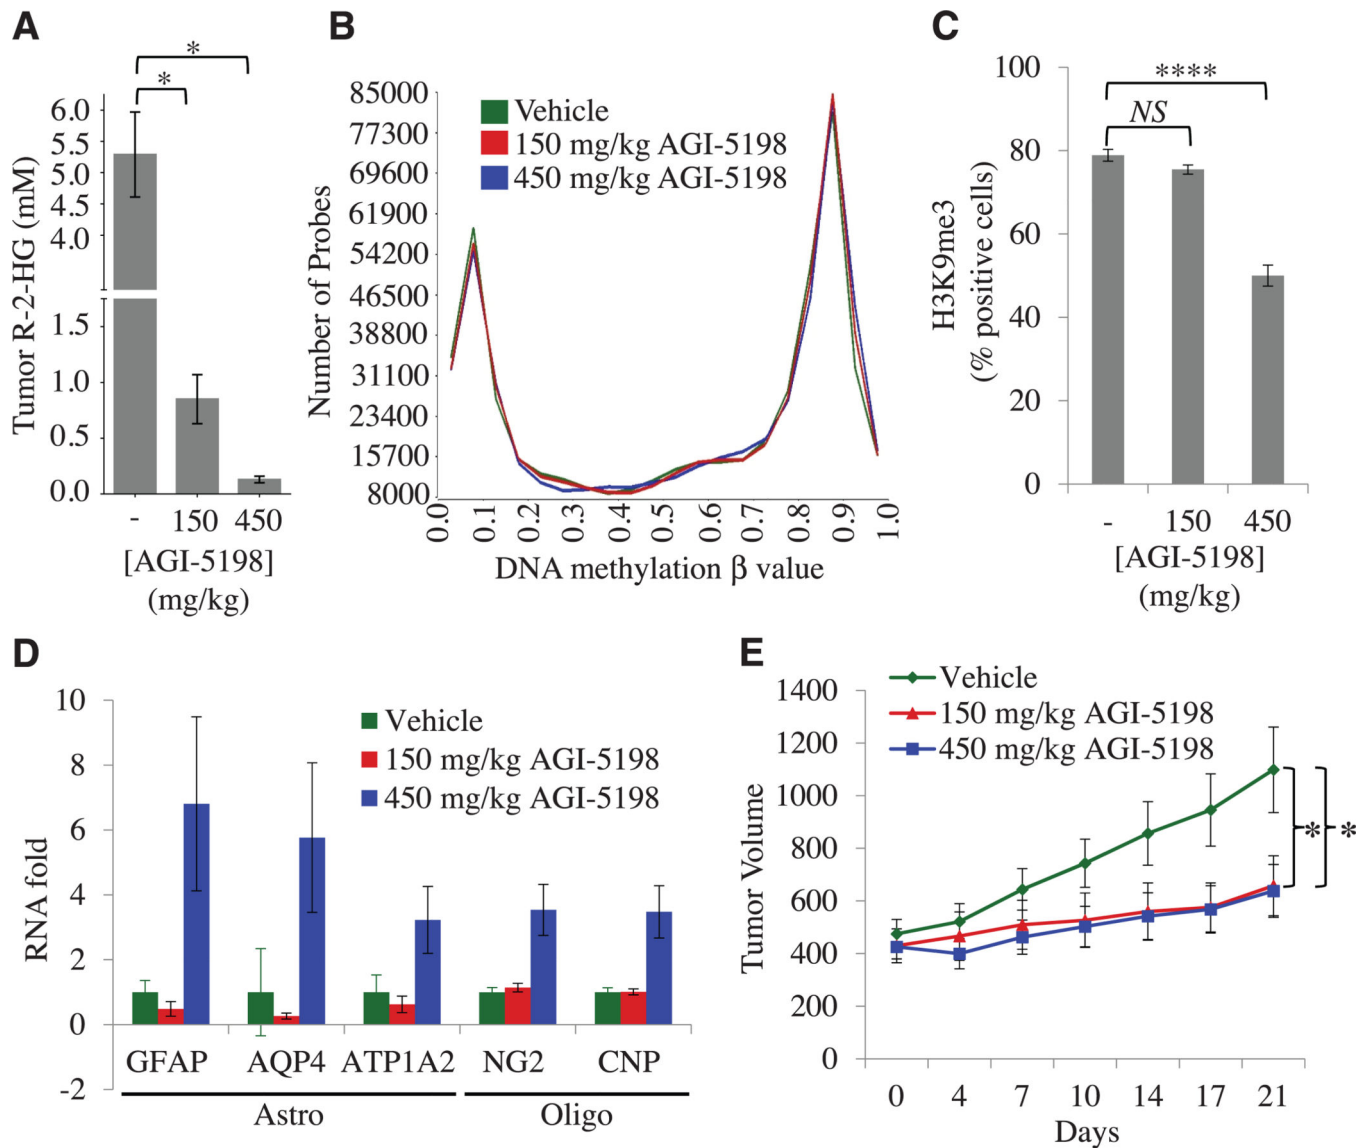 A
*
*
Tumor R-2-HG (mM)
6.0
5.5
5.0
4.5
4.0
1.5
1.0
0.5
0.0
- 150 450
[AGI-5198]
(mg/kg)
B
Number of Probes
85000
77300
69600
61900
54200
46500
38800
31100
23400
15700
8000
Vehicle
150 mg/kg AGI-5198
450 mg/kg AGI-5198
0.0 0.1 0.2 0.3 0.4 0.5 0.6 0.7 0.8 0.9 1.0
DNA methylation β value
C
H3K9me3
(% positive cells)
100
80
60
40
20
0
****
NS
- 150 450
[AGI-5198]
(mg/kg)
D
RNA fold
10
8
6
4
2
0
-2
Vehicle
150 mg/kg AGI-5198
450 mg/kg AGI-5198
GFAP AQP4 ATP1A2 NG2 CNP
Astro Oligo
E
Tumor Volume
1400
1200
1000
800
600
400
200
0
Vehicle
150 mg/kg AGI-5198
450 mg/kg AGI-5198
* *
0 4 7 10 14 17 21
Days